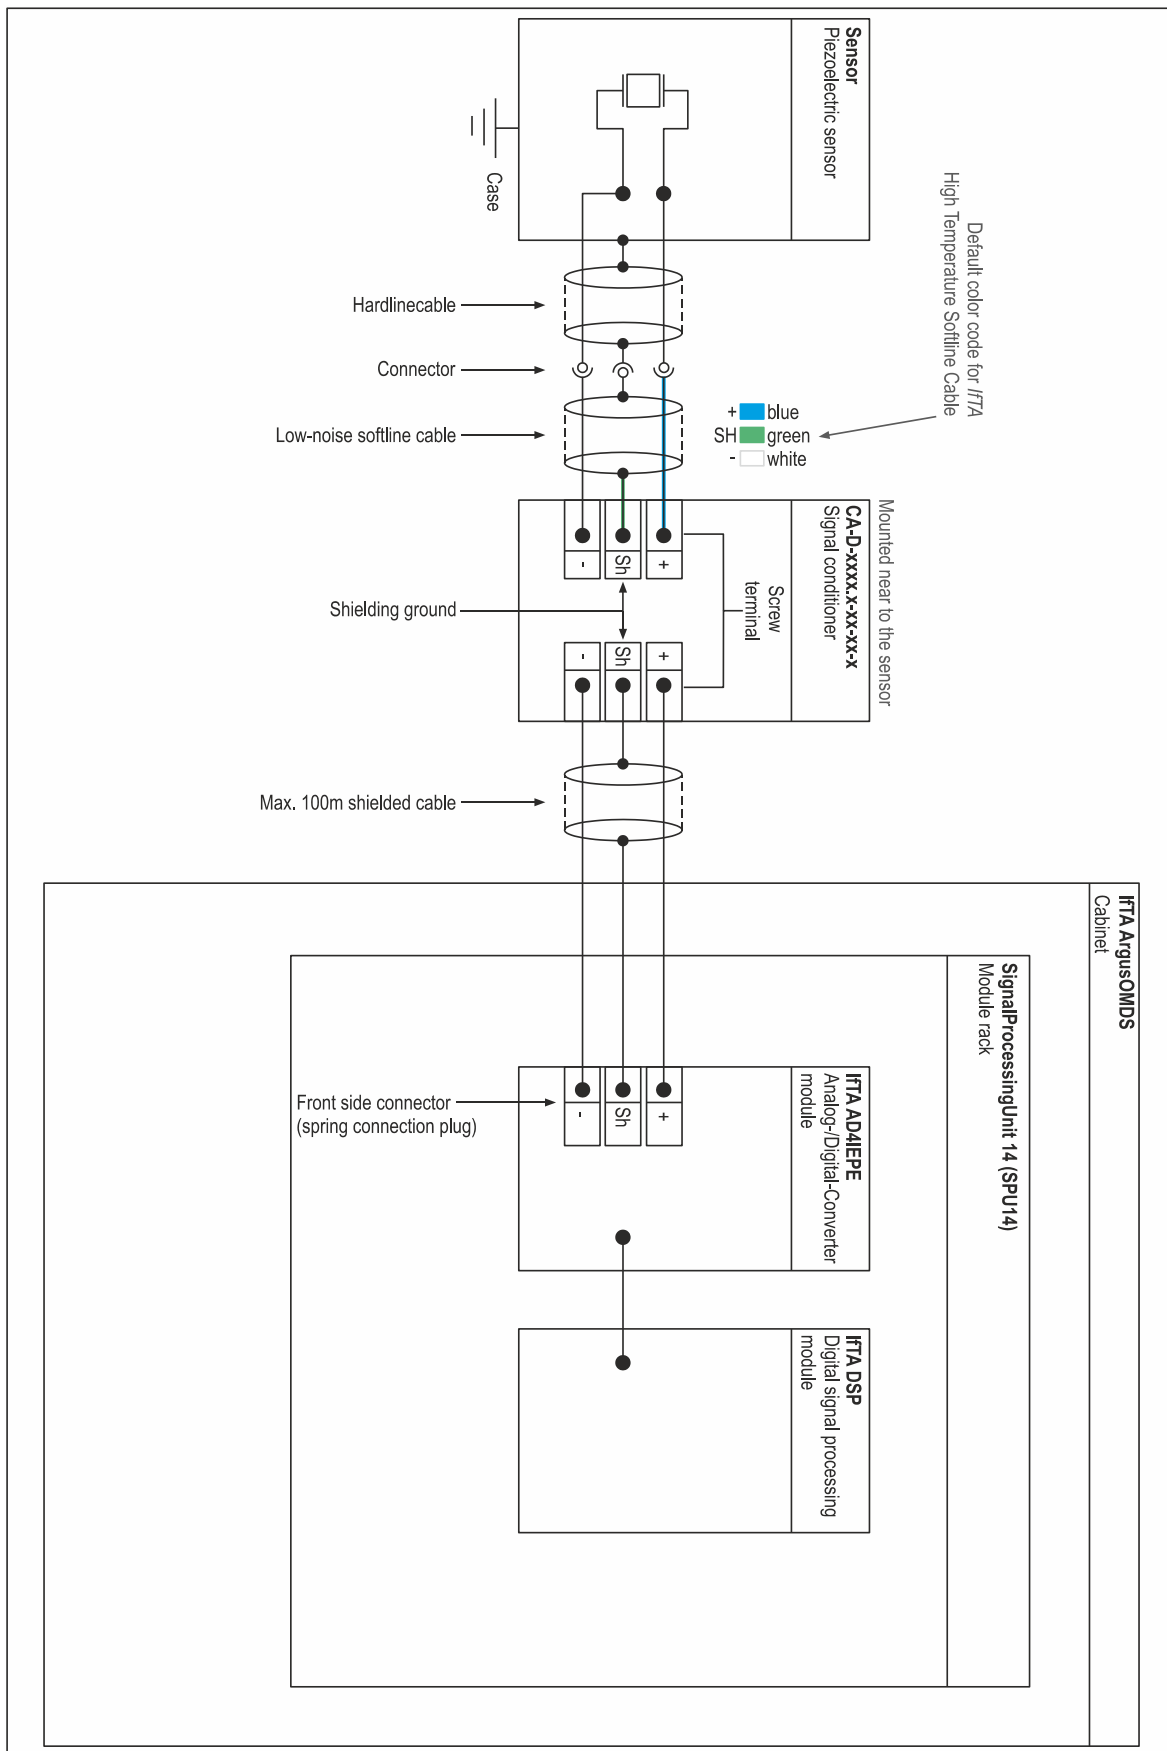 Sensor
Piezoelectric sensor
Case
Default color code for IfTA
High Temperature Softline Cable
Hardlinecable
Connector
+ blue
SH green
- white
Low-noise softline cable
Mounted near to the sensor
CA-D-xxxx.x-xx-xx-x
Signal conditioner
- Sh +
Screw
terminal
Shielding ground
- Sh +
Max. 100m shielded cable
IfTA ArgusOMDS
Cabinet
SignalProcessingUnit 14 (SPU14)
Module rack
IfTA AD4IEPE
Analog-/Digital-Converter
module
- Sh +
Front side connector
(spring connection plug)
IfTA DSP
Digital signal processing
module